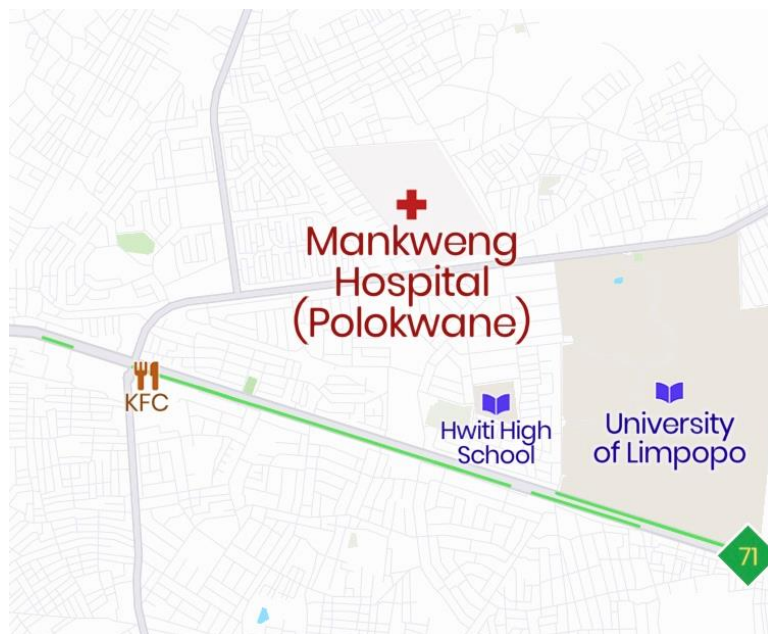 Mankweng
Hospital
(Polokwane)
KFC
Hwiti High
School
University
of Limpopo
71